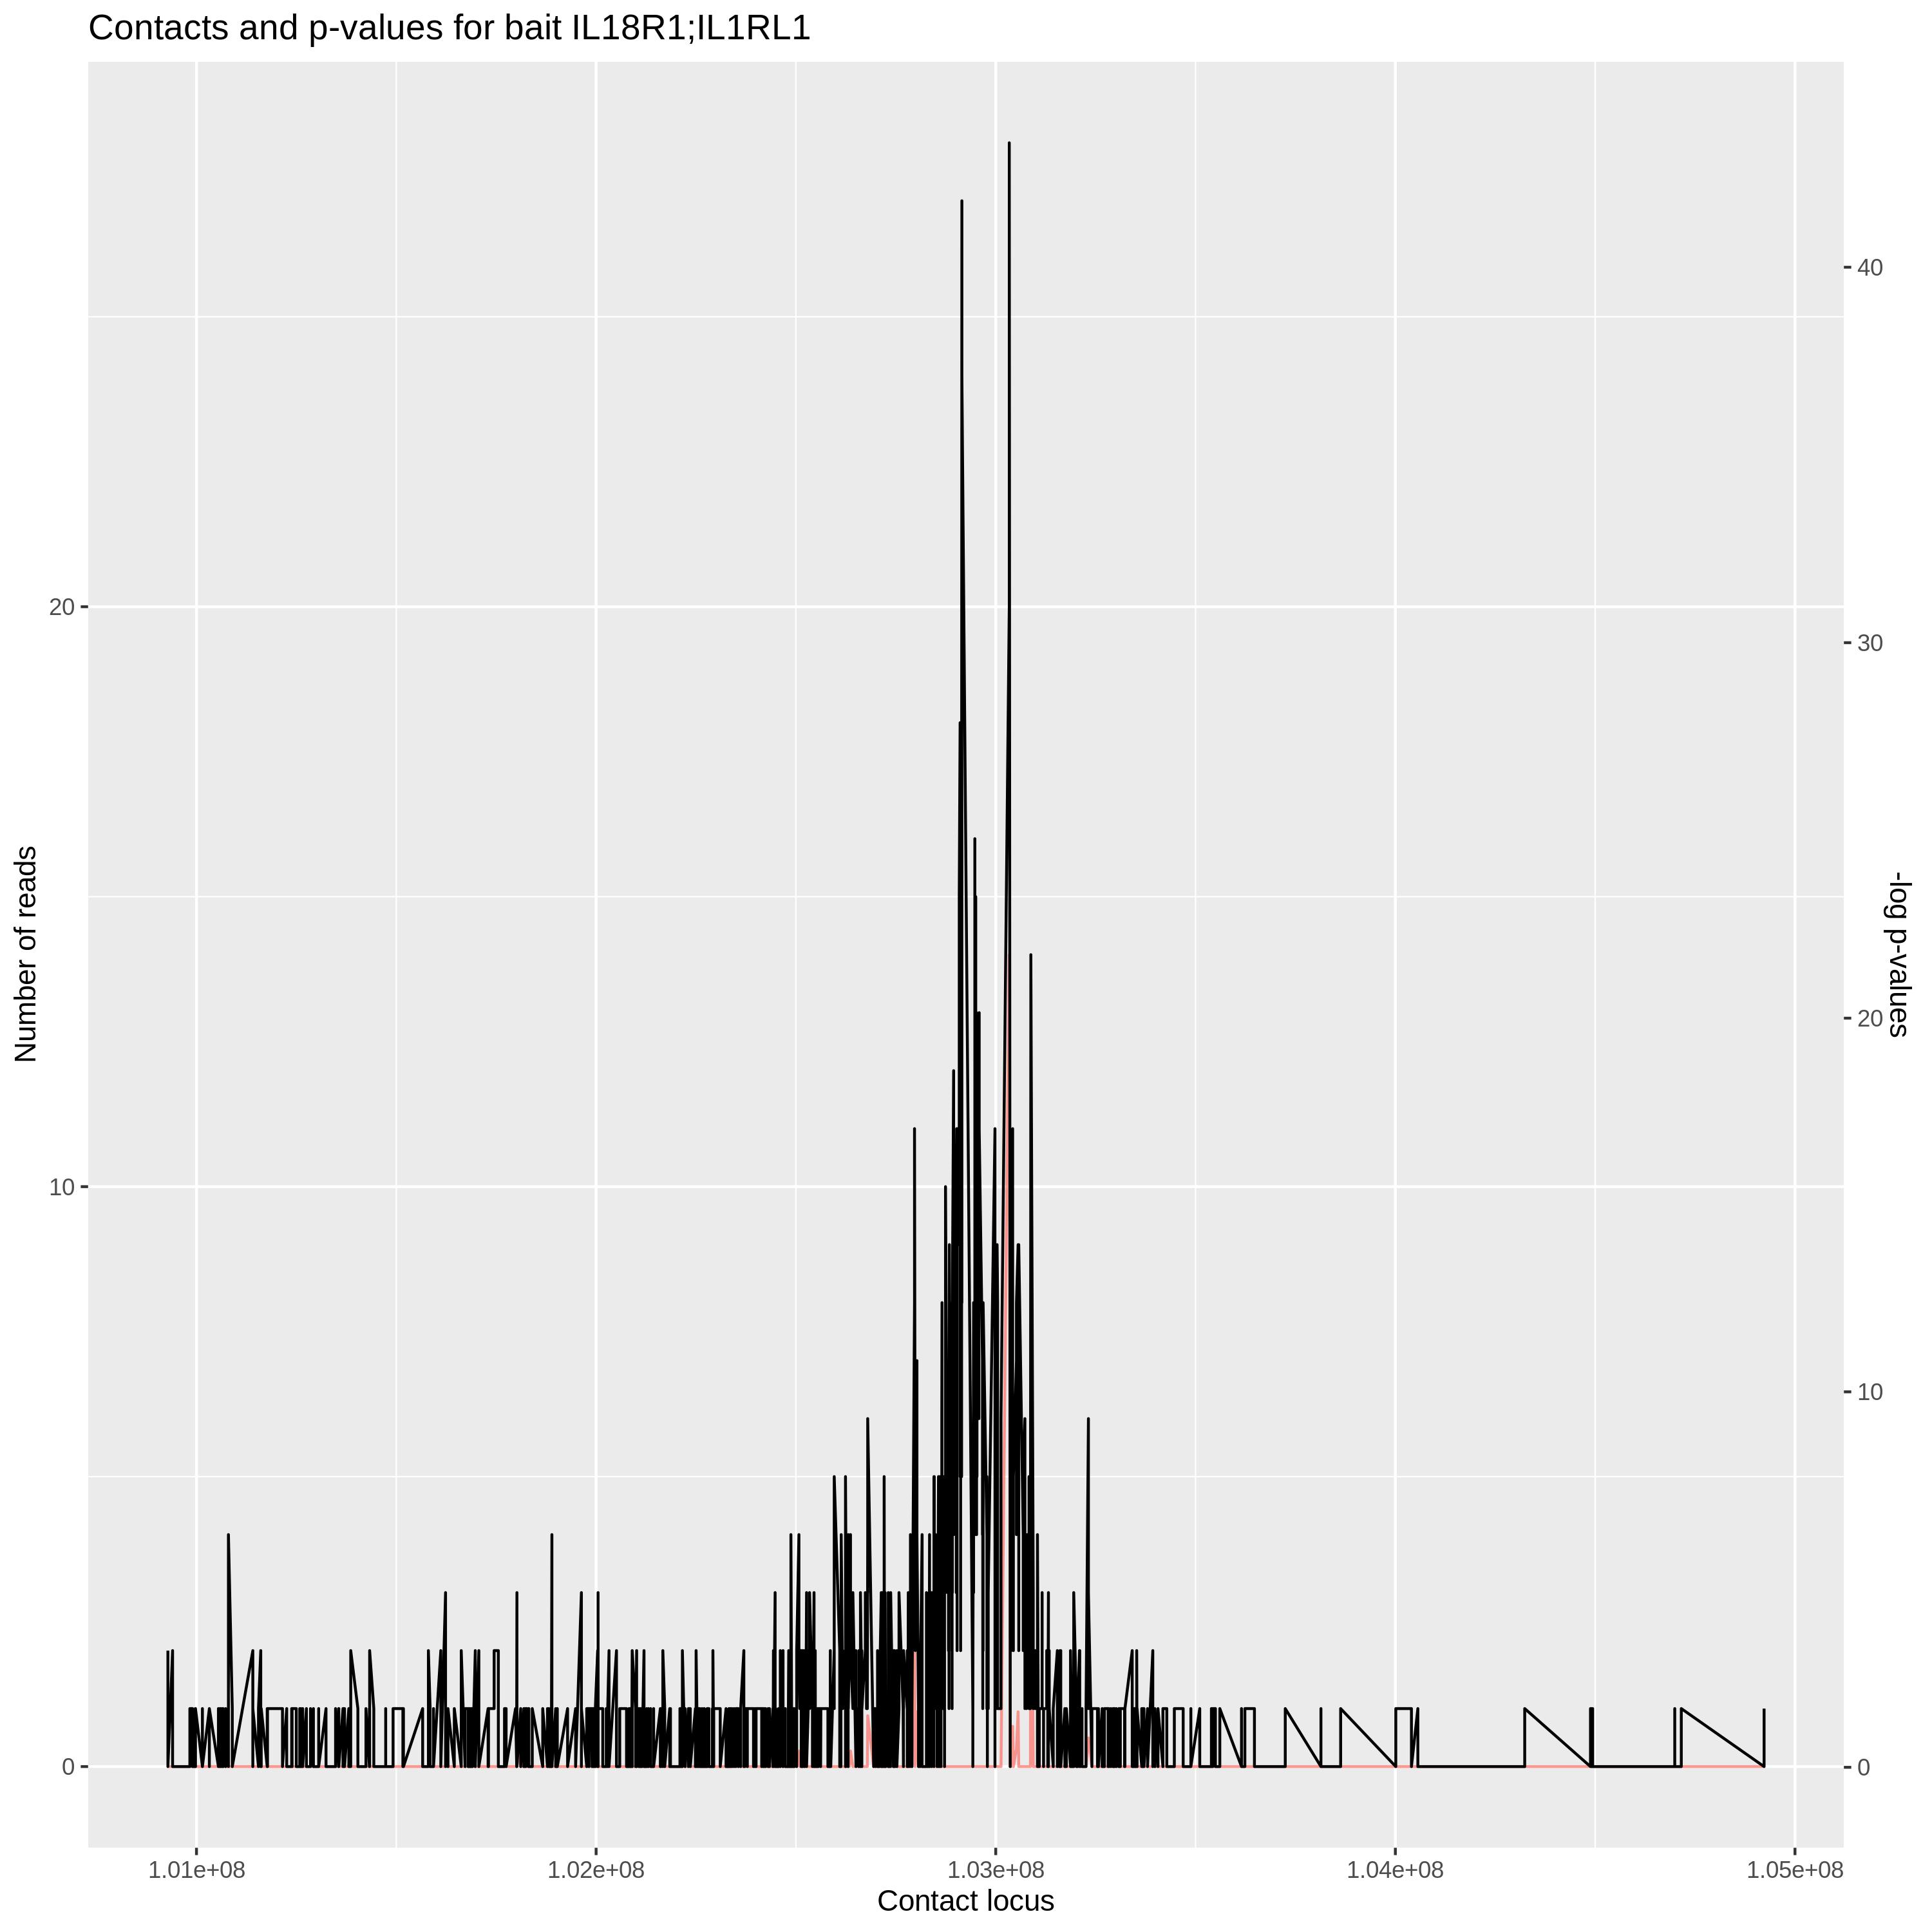 Contacts and p-values for bait IL18R1;IL1RL1
Number of reads
20
10
0
40
30
20
10
0
-log p-values
1.01e+08
1.02e+08
1.03e+08
1.04e+08
1.05e+08
Contact locus